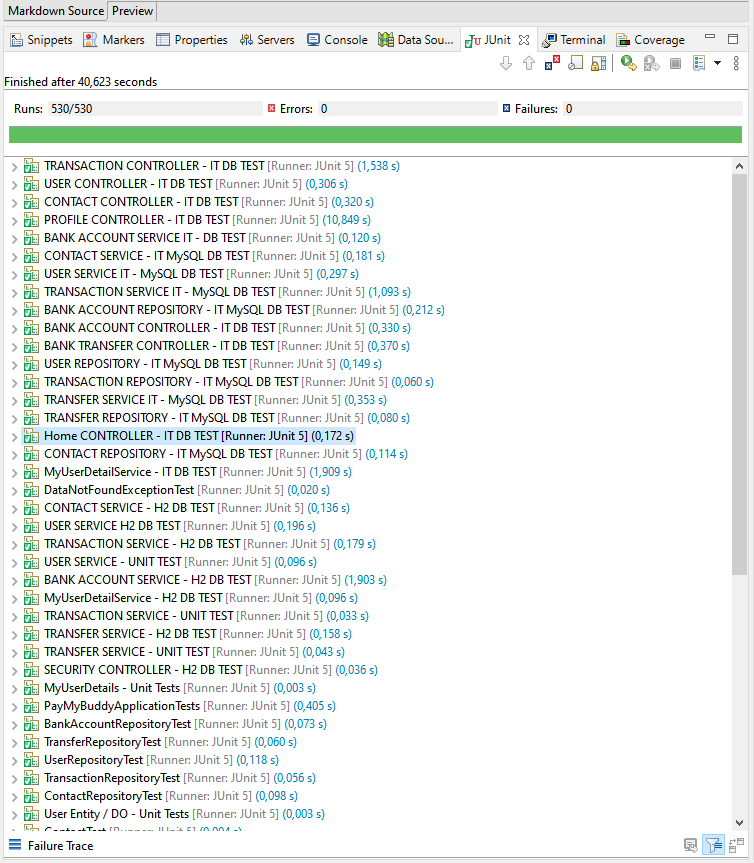 Markdown Source Preview
Snippets Markers Properties Servers Console Data Sou... JUnit Terminal Coverage
Finished after 40,623 seconds
Runs: 530/530 Errors: 0 Failures: 0
TRANSACTION CONTROLLER - IT DB TEST [Runner: JUnit 5] (1,538 s)
USER CONTROLLER - IT DB TEST [Runner: JUnit 5] (0,306 s)
CONTACT CONTROLLER - IT DB TEST [Runner: JUnit 5] (0,320 s)
PROFILE CONTROLLER - IT DB TEST [Runner: JUnit 5] (10,849 s)
BANK ACCOUNT SERVICE IT - DB TEST [Runner: JUnit 5] (0,120 s)
CONTACT SERVICE - IT MySQL DB TEST [Runner: JUnit 5] (0,181 s)
USER SERVICE IT - MySQL DB TEST [Runner: JUnit 5] (0,297 s)
TRANSACTION SERVICE IT - MySQL DB TEST [Runner: JUnit 5] (1,093 s)
BANK ACCOUNT REPOSITORY - IT MySQL DB TEST [Runner: JUnit 5] (0,212 s)
BANK ACCOUNT CONTROLLER - IT DB TEST [Runner: JUnit 5] (0,330 s)
BANK TRANSFER CONTROLLER - IT DB TEST [Runner: JUnit 5] (0,370 s)
USER REPOSITORY - IT MySQL DB TEST [Runner: JUnit 5] (0,149 s)
TRANSACTION REPOSITORY - IT MySQL DB TEST [Runner: JUnit 5] (0,060 s)
TRANSFER SERVICE IT - MySQL DB TEST [Runner: JUnit 5] (0,353 s)
TRANSFER REPOSITORY - IT MySQL DB TEST [Runner: JUnit 5] (0,080 s)
Home CONTROLLER - IT DB TEST [Runner: JUnit 5] (0,172 s)
CONTACT REPOSITORY - IT MySQL DB TEST [Runner: JUnit 5] (0,114 s)
MyUserDetailService - IT DB TEST [Runner: JUnit 5] (1,909 s)
DataNotFoundExceptionTest [Runner: JUnit 5] (0,020 s)
CONTACT SERVICE - H2 DB TEST [Runner: JUnit 5] (0,136 s)
USER SERVICE H2 DB TEST [Runner: JUnit 5] (0,196 s)
TRANSACTION SERVICE - H2 DB TEST [Runner: JUnit 5] (0,179 s)
USER SERVICE - UNIT TEST [Runner: JUnit 5] (0,096 s)
BANK ACCOUNT SERVICE - H2 DB TEST [Runner: JUnit 5] (1,903 s)
MyUserDetailService - H2 DB TEST [Runner: JUnit 5] (0,096 s)
TRANSACTION SERVICE - UNIT TEST [Runner: JUnit 5] (0,033 s)
TRANSFER SERVICE - H2 DB TEST [Runner: JUnit 5] (0,158 s)
TRANSFER SERVICE - UNIT TEST [Runner: JUnit 5] (0,043 s)
SECURITY CONTROLLER - H2 DB TEST [Runner: JUnit 5] (0,036 s)
MyUserDetails - Unit Tests [Runner: JUnit 5] (0,003 s)
PayMyBuddyApplicationTests [Runner: JUnit 5] (0,405 s)
BankAccountRepositoryTest [Runner: JUnit 5] (0,073 s)
TransferRepositoryTest [Runner: JUnit 5] (0,060 s)
UserRepositoryTest [Runner: JUnit 5] (0,118 s)
TransactionRepositoryTest [Runner: JUnit 5] (0,056 s)
ContactRepositoryTest [Runner: JUnit 5] (0,098 s)
User Entity / DO - Unit Tests [Runner: JUnit 5] (0,003 s)
ContactTest [Runner: JUnit 5] (0,004 s)
Failure Trace